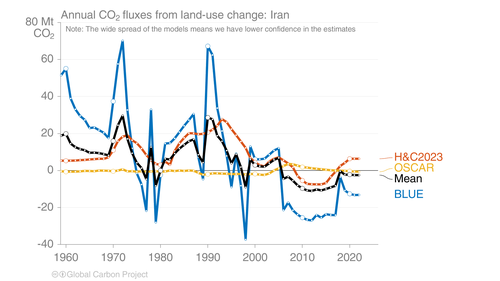 Annual CO₂ fluxes from land-use change: Iran
80 Mt
CO₂
Note: The wide spread of the models means we have lower confidence in the estimates
60
40
20
0
-20
-40
1960
1970
1980
1990
2000
2010
2020
H&C2023
OSCAR
Mean
BLUE
Global Carbon Project